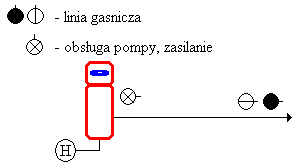 - linia gasnicza
- obsługa pompy, zasilanie
H